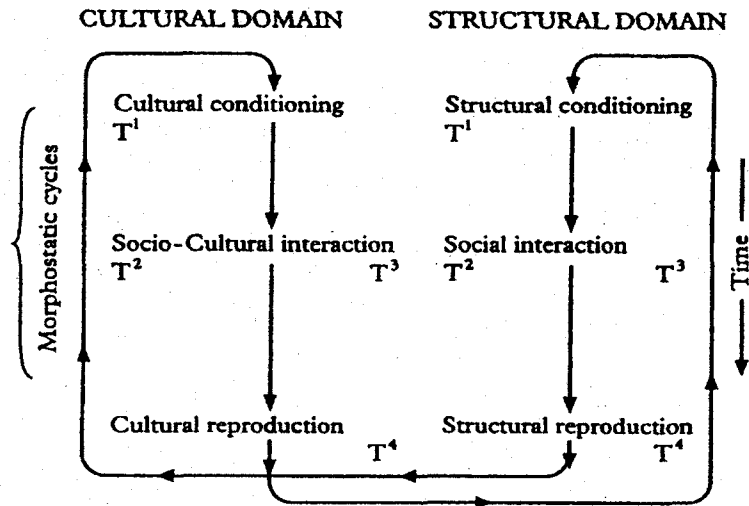 CULTURAL DOMAIN
STRUCTURAL DOMAIN
Cultural conditioning
T¹
Structural conditioning
T¹
Morphostatic cycles
Socio-Cultural interaction
T² T³
Social interaction
T² T³
Time
Cultural reproduction
T⁴
Structural reproduction
T⁴